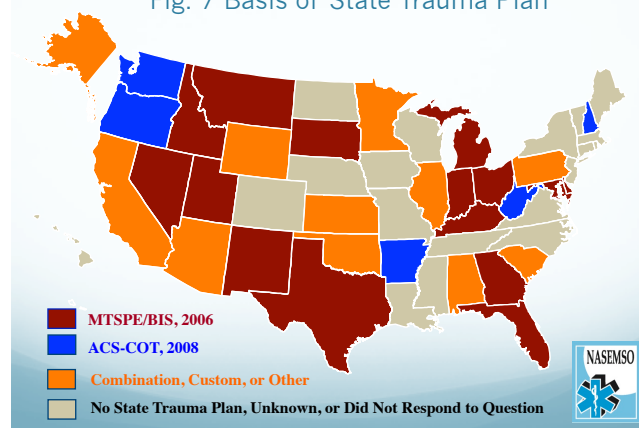 Fig. 7 Basis of State Trauma Plan
MTSPE/BIS, 2006
ACS-COT, 2008
Combination, Custom, or Other
No State Trauma Plan, Unknown, or Did Not Respond to Question
NASEMSO